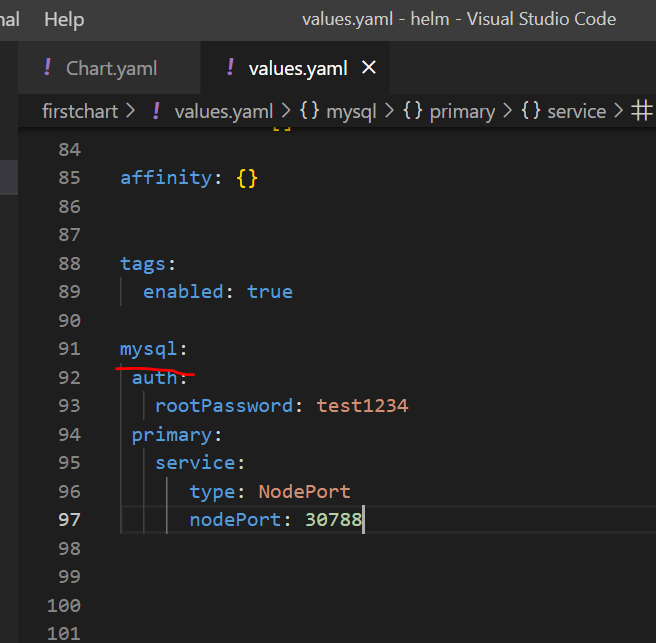 nal Help values.yaml - helm - Visual Studio Code
! Chart.yaml ! values.yaml ×
firstchart > ! values.yaml > {} mysql > {} primary > {} service > #
84
85 affinity: {}
86
87
88 tags:
89 enabled: true
90
91 mysql:
92 auth:
93 rootPassword: test1234
94 primary:
95 service:
96 type: NodePort
97 nodePort: 30788
98
99
100
101